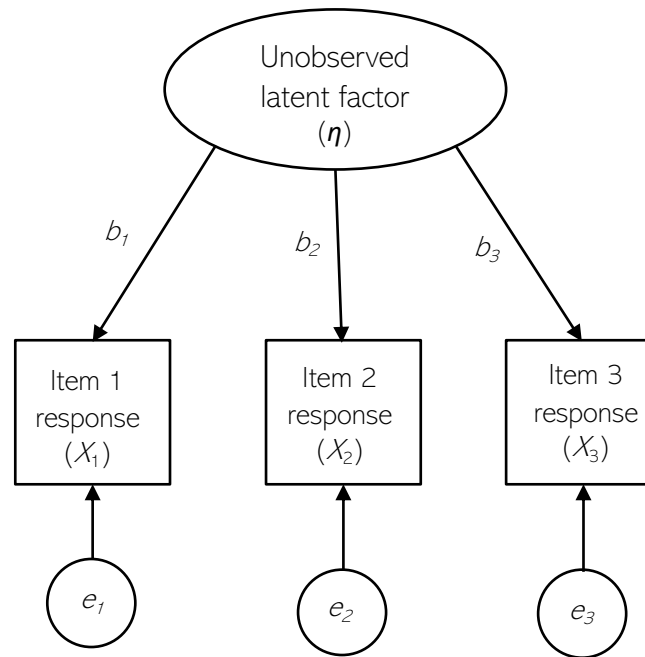 Unobserved
latent factor
(η)
b₁
b₂
b₃
Item 1
response
(X₁)
Item 2
response
(X₂)
Item 3
response
(X₃)
e₁
e₂
e₃